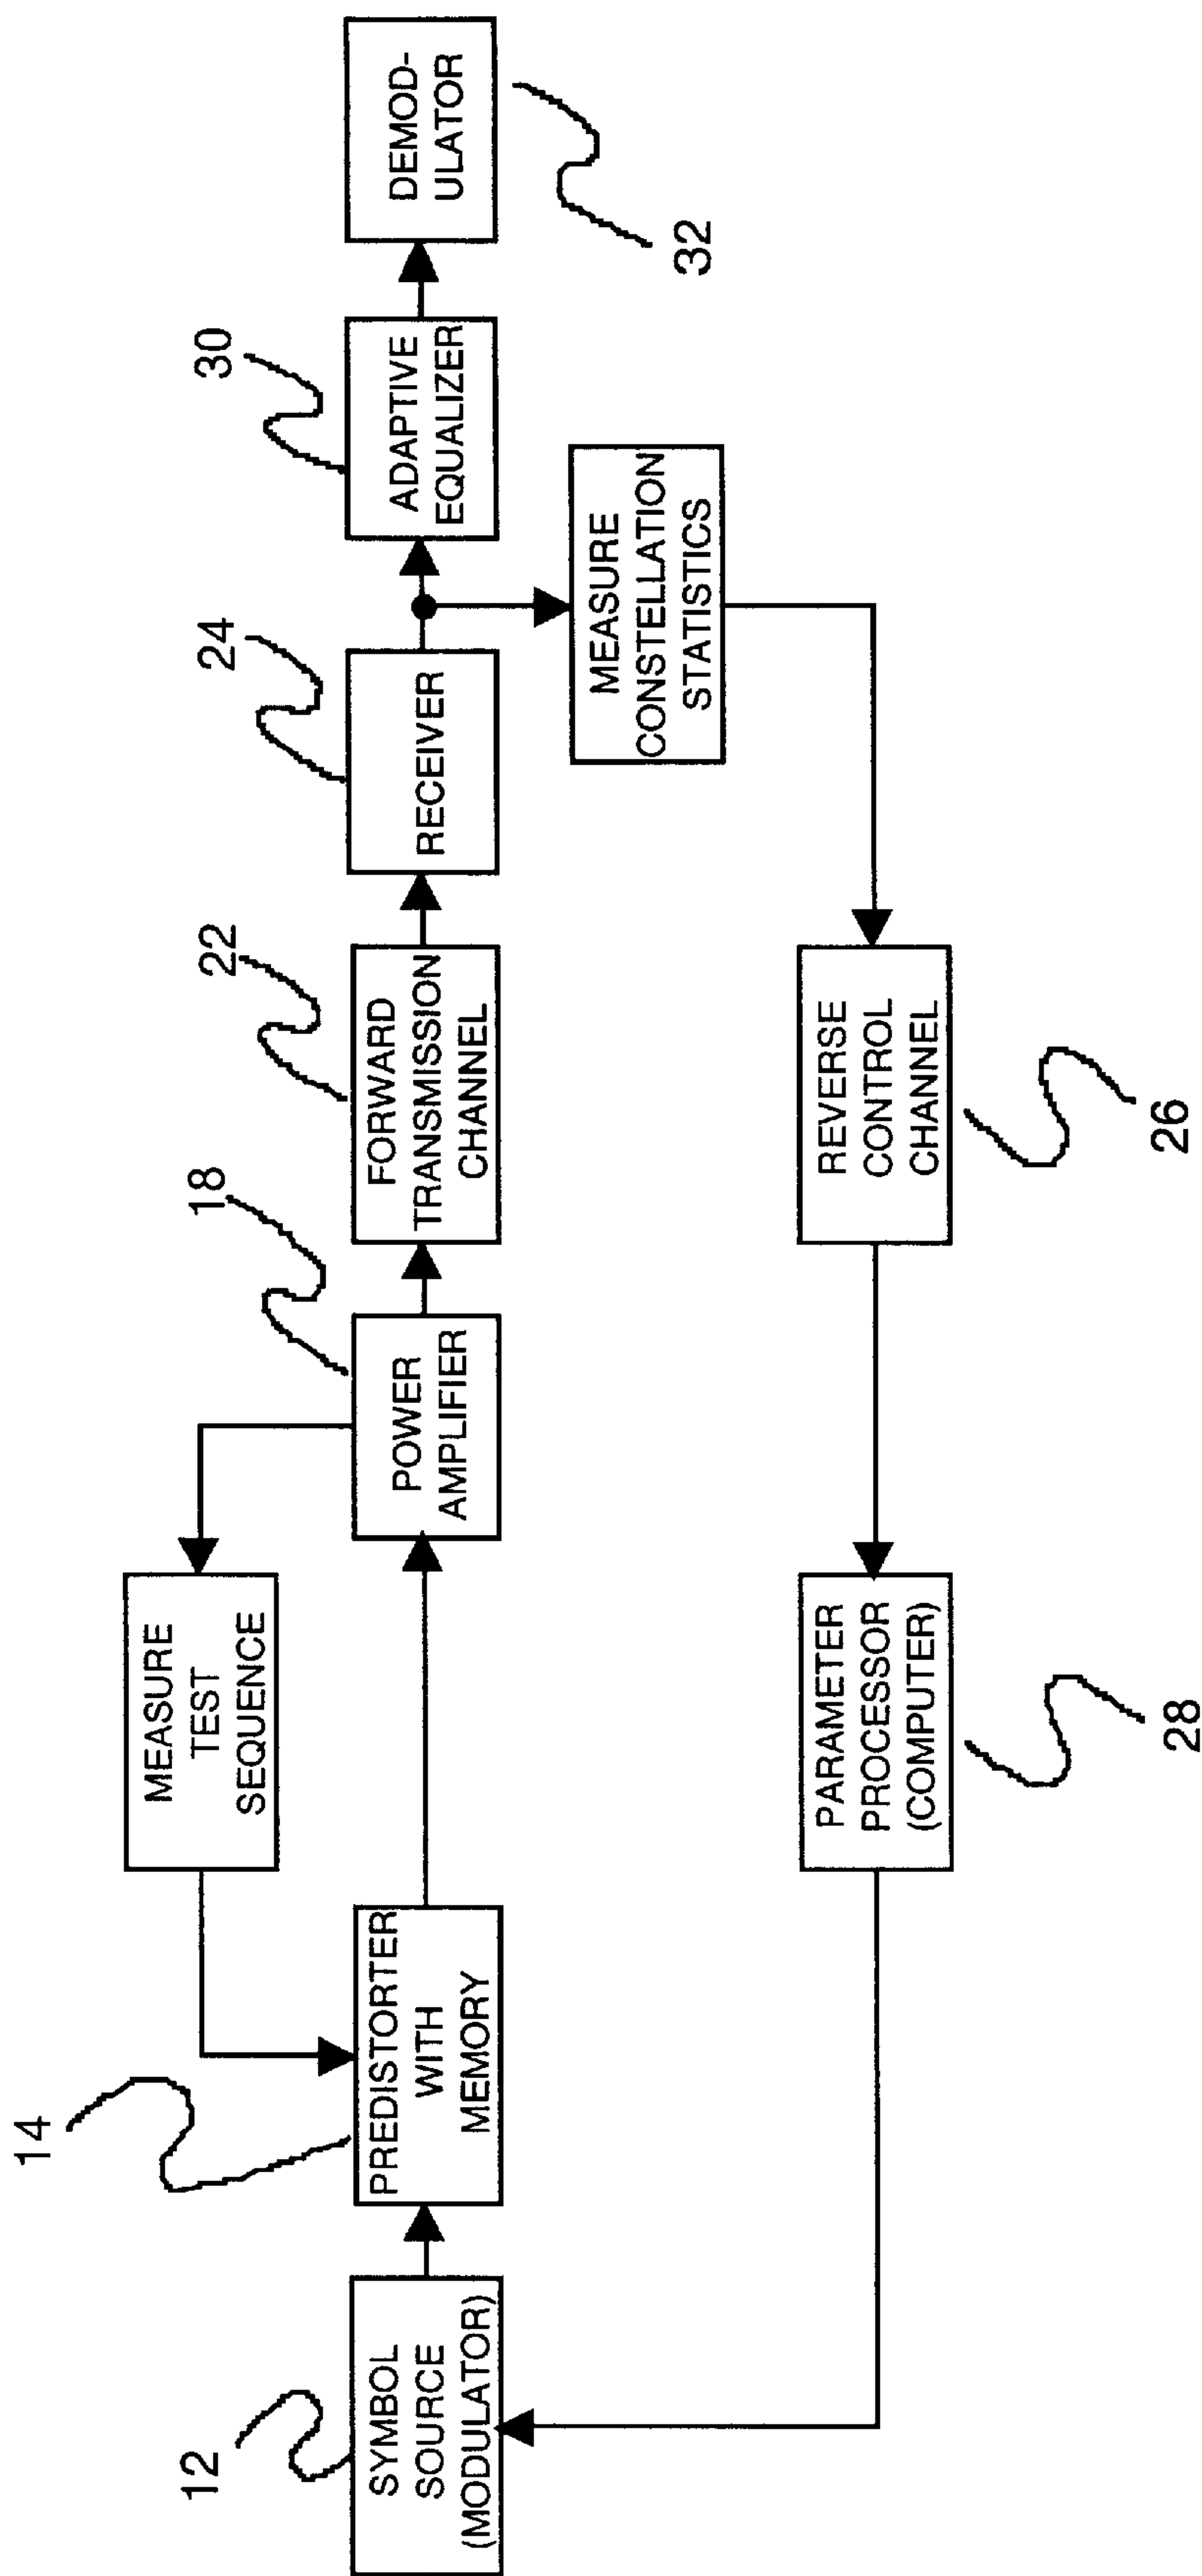 14
MEASURE
TEST
SEQUENCE
12
18
22
24
30
SYMBOL
SOURCE
(MODULATOR)
PREDISTORTER
WITH
MEMORY
POWER
AMPLIFIER
FORWARD
TRANSMISSION
CHANNEL
RECEIVER
ADAPTIVE
EQUALIZER
DEMOD-
ULATOR
MEASURE
CONSTELLATION
STATISTICS
32
PARAMETER
PROCESSOR
(COMPUTER)
REVERSE
CONTROL
CHANNEL
28
26